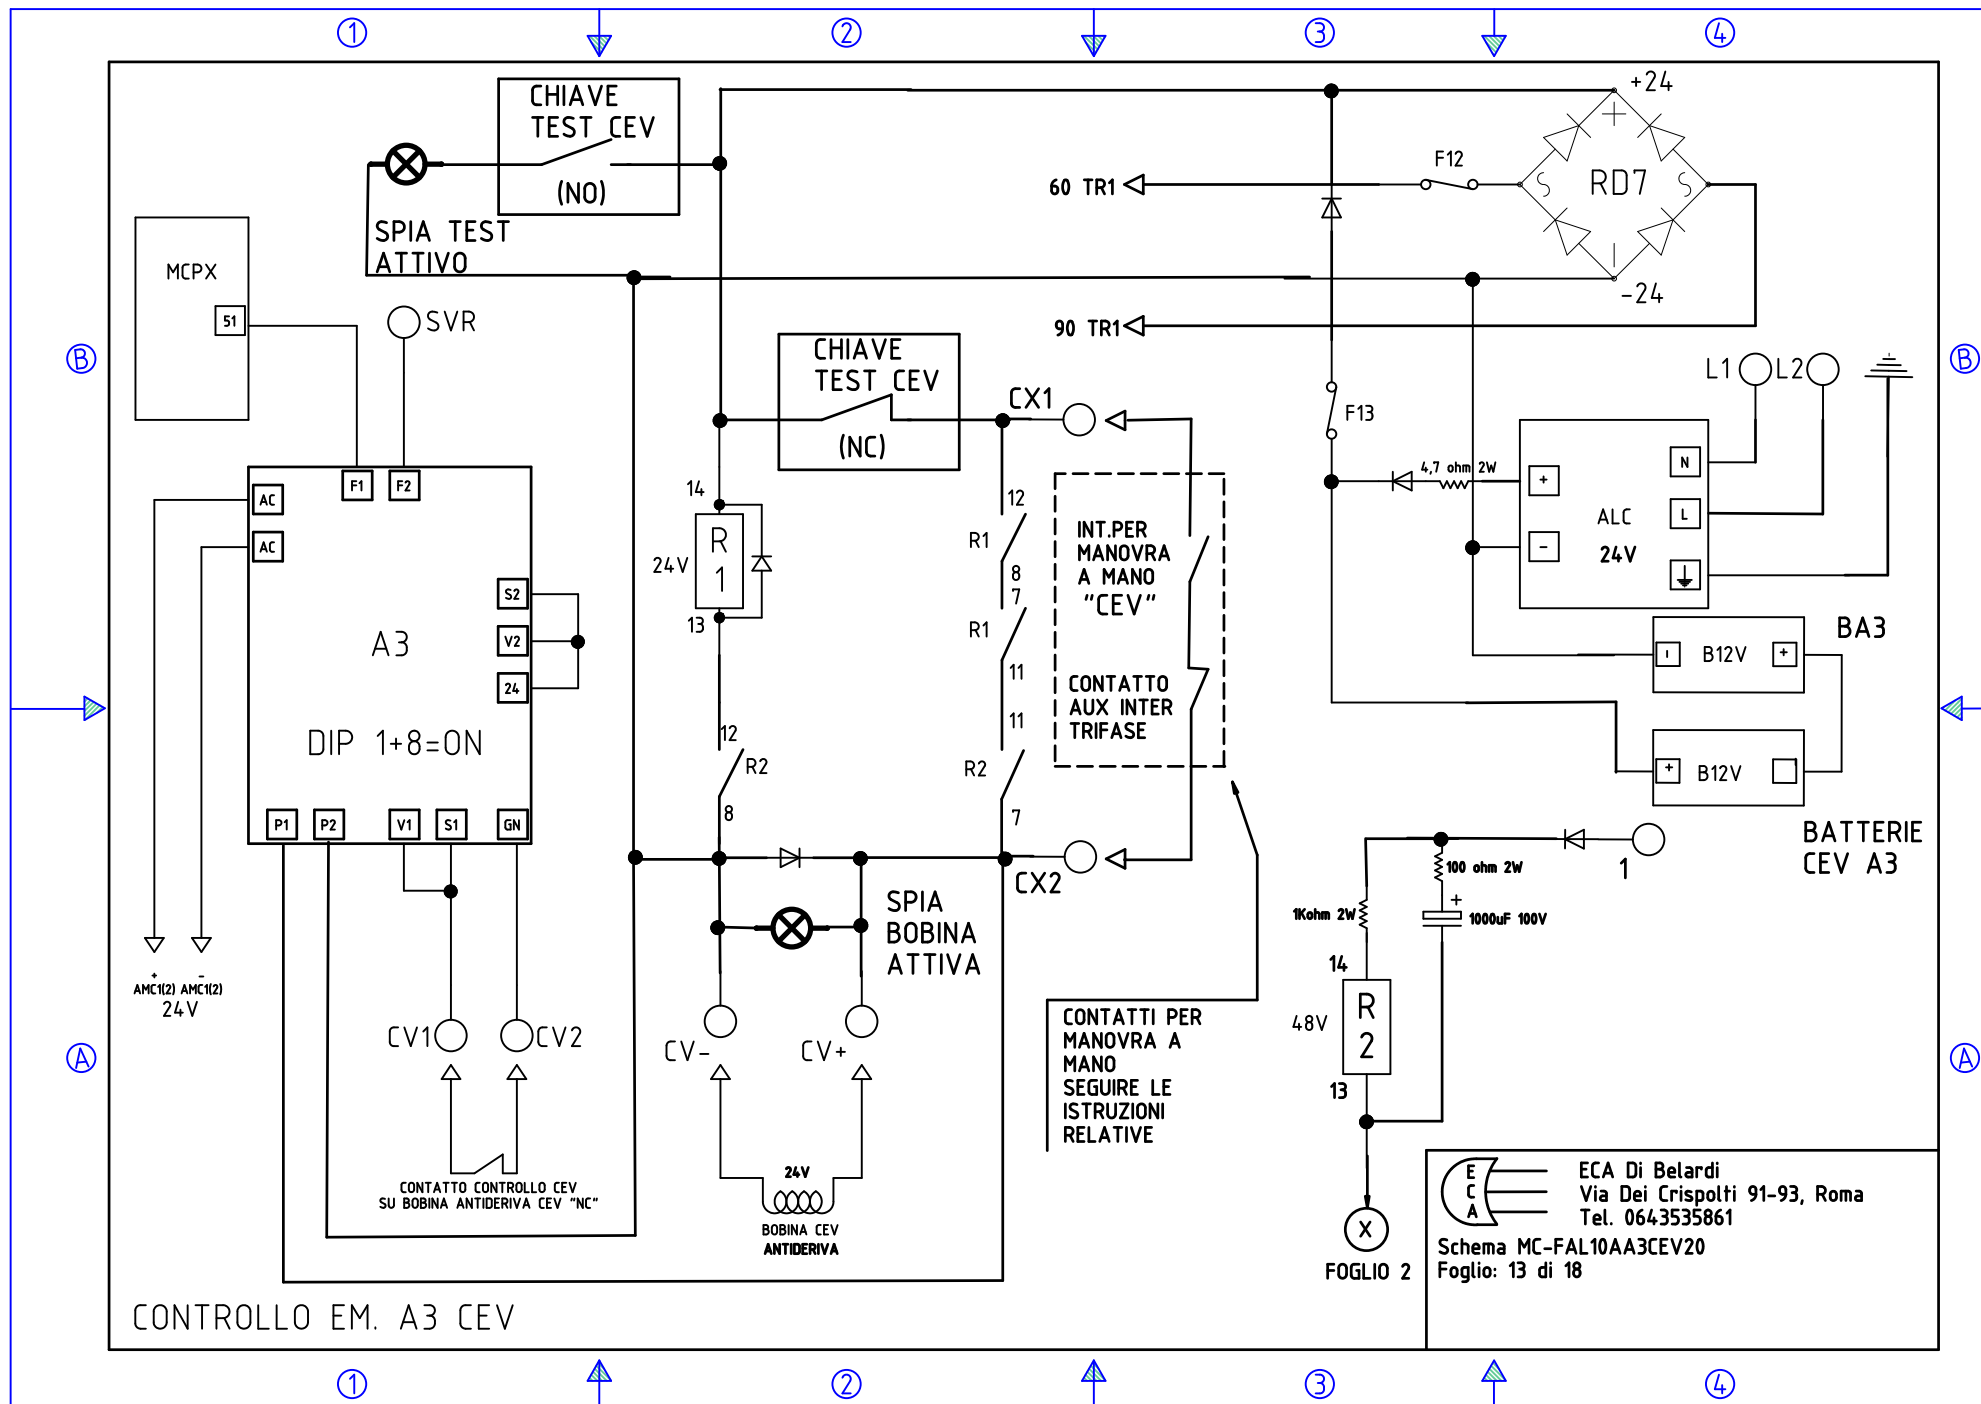 1
2
3
4
CHIAVE
TEST CEV
(NO)
SPIA TEST
ATTIVO
60 TR1
F12
+24
RD7
-24
MCPX
51
SVR
90 TR1
B
B
CHIAVE
TEST CEV
(NC)
CX1
F13
L1
L2
4,7 ohm 2W
+
-
ALC
24V
N
L
F1
F2
AC
AC
S2
V2
24
A3
DIP 1+8=ON
P1
P2
V1
S1
GN
14
R
1
24V
13
12
R2
8
12
R1
8
7
R1
11
11
R2
7
INT.PER
MANOVRA
A MANO
"CEV"
CONTATTO
AUX INTER
TRIFASE
BA3
-
B12V
+
+
B12V
BATTERIE
CEV A3
1
100 ohm 2W
1Kohm 2W
+
1000uF 100V
CX2
SPIA
BOBINA
ATTIVA
+
-
AMC1(2) AMC1(2)
24V
CV1
CV2
CV-
CV+
CONTATTI PER
MANOVRA A
MANO
SEGUIRE LE
ISTRUZIONI
RELATIVE
14
R
2
48V
13
A
A
CONTATTO CONTROLLO CEV
SU BOBINA ANTIDERIVA CEV "NC"
24V
BOBINA CEV
ANTIDERIVA
X
FOGLIO 2
E
C
A
ECA Di Belardi
Via Dei Crispolti 91-93, Roma
Tel. 0643535861
Schema MC-FAL10AA3CEV20
Foglio: 13 di 18
CONTROLLO EM. A3 CEV
1
2
3
4